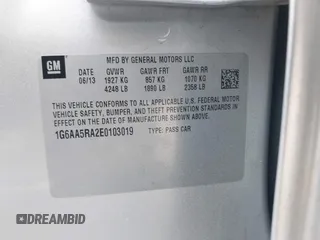 GM
MFD BY GENERAL MOTORS LLC
DATE GVWR GAWR FRT GAWR RR
06/13 1927 KG 857 KG 1070 KG
4248 LB 1890 LB 2358 LB
THIS VEHICLE CONFORMS TO ALL APPLICABLE U.S. FEDERAL MOTOR
VEHICLE SAFETY, BUMPER, AND THEFT PREVENTION STANDARDS
IN EFFECT ON THE DATE OF MANUFACTURE SHOWN ABOVE.
1G6AA5RA2E0103019 TYPE: PASS CAR
DREAMBID